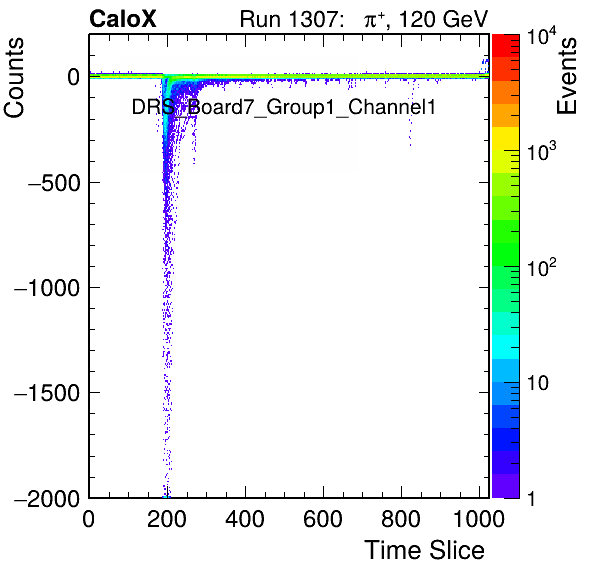 CaloX Run 1307: π⁺, 120 GeV
Counts
Events
DRS_Board7_Group1_Channel1
0
−500
−1000
−1500
−2000
0 200 400 600 800 1000
Time Slice
10⁴
10³
10²
10
1